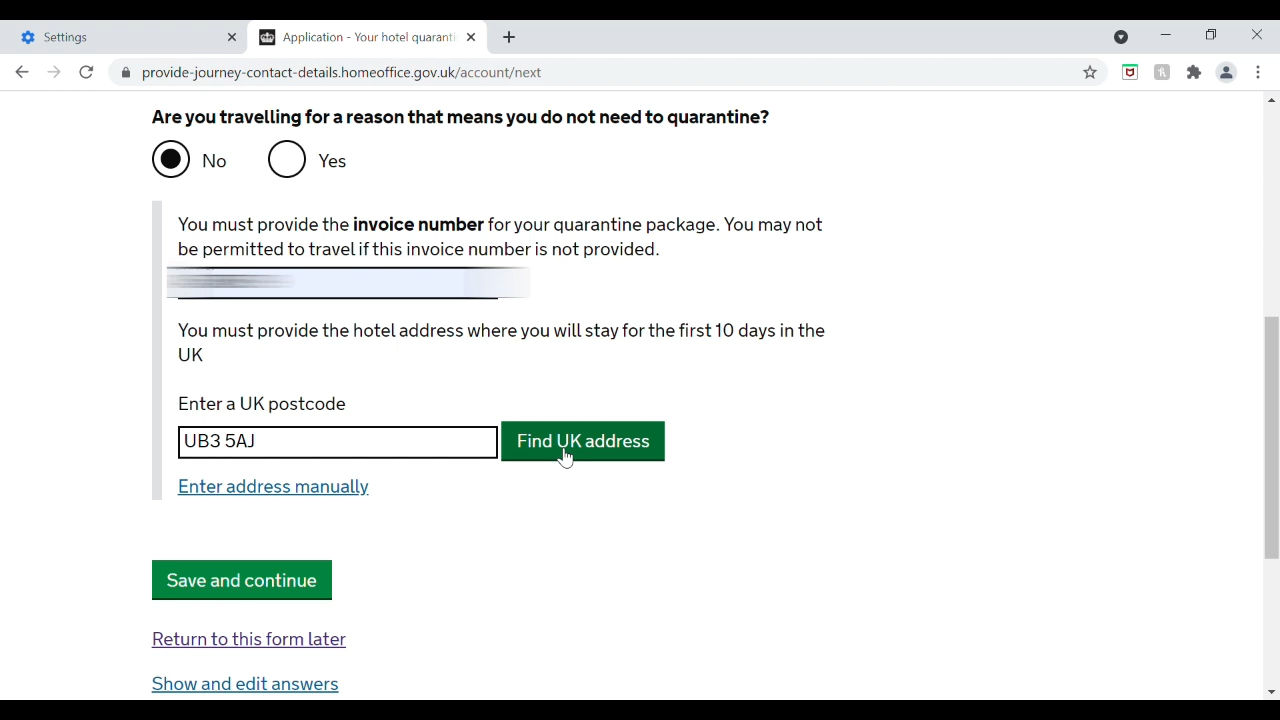 Settings
Application - Your hotel quaranti
provide-journey-contact-details.homeoffice.gov.uk/account/next
Are you travelling for a reason that means you do not need to quarantine?
No
Yes
You must provide the invoice number for your quarantine package. You may not
be permitted to travel if this invoice number is not provided.
You must provide the hotel address where you will stay for the first 10 days in the
UK
Enter a UK postcode
UB3 5AJ
Find UK address
Enter address manually
Save and continue
Return to this form later
Show and edit answers